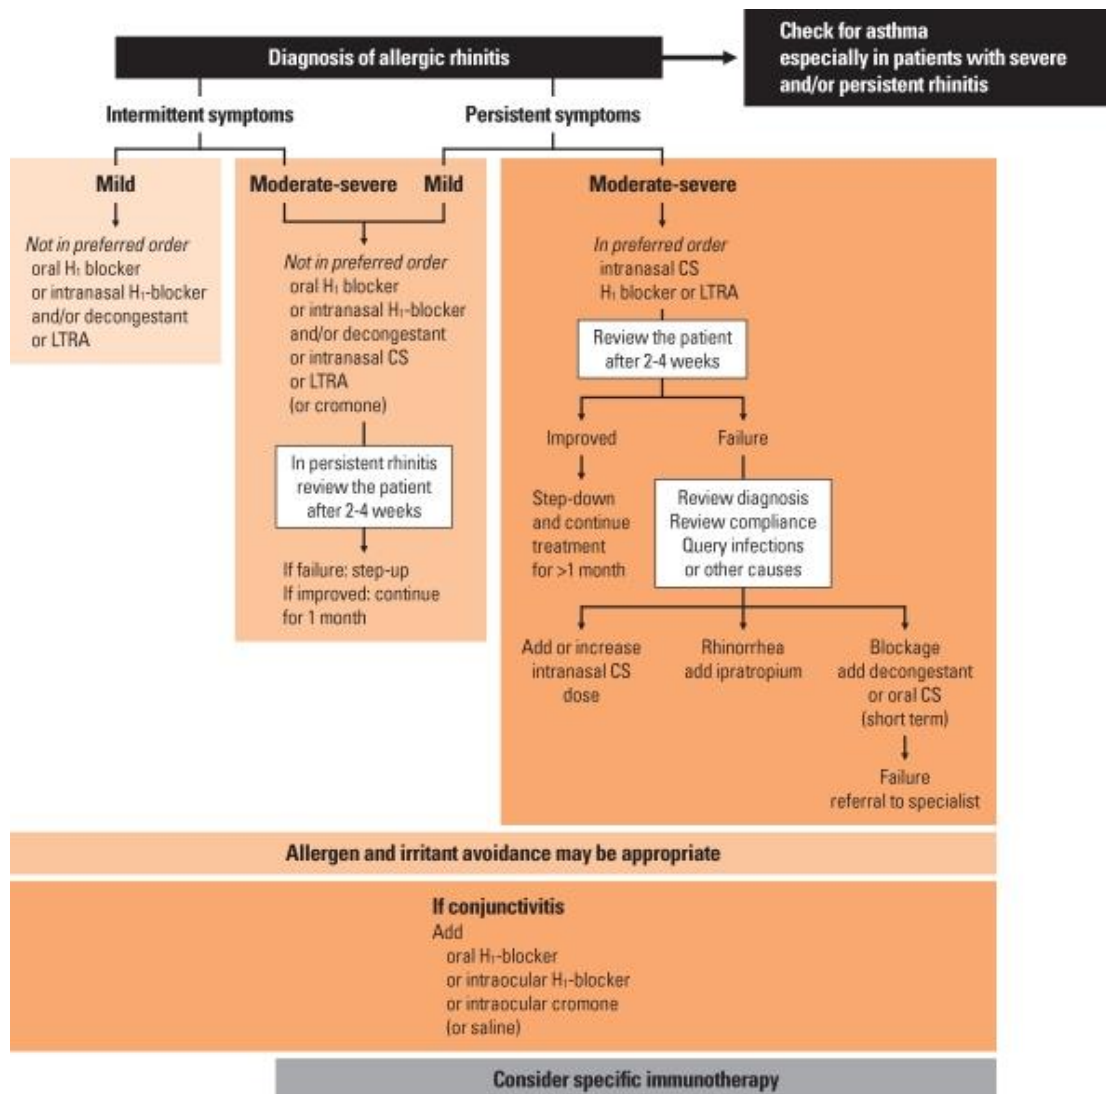 Check for asthma
especially in patients with severe
and/or persistent rhinitis
Diagnosis of allergic rhinitis
Intermittent symptoms
Persistent symptoms
Mild
Not in preferred order
oral H₁ blocker
or intranasal H₁-blocker
and/or decongestant
or LTRA
Moderate-severe
Mild
Not in preferred order
oral H₁ blocker
or intranasal H₁-blocker
and/or decongestant
or intranasal CS
or LTRA
(or cromone)
In persistent rhinitis
review the patient
after 2-4 weeks
If failure: step-up
If improved: continue
for 1 month
Moderate-severe
In preferred order
intranasal CS
H₁ blocker or LTRA
Review the patient
after 2-4 weeks
Improved
Step-down
and continue
treatment
for >1 month
Failure
Review diagnosis
Review compliance
Query infections
or other causes
Add or increase
intranasal CS
dose
Rhinorrhea
add ipratropium
Blockage
add decongestant
or oral CS
(short term)
Failure
referral to specialist
Allergen and irritant avoidance may be appropriate
If conjunctivitis
Add
oral H₁-blocker
or intraocular H₁-blocker
or intraocular cromone
(or saline)
Consider specific immunotherapy